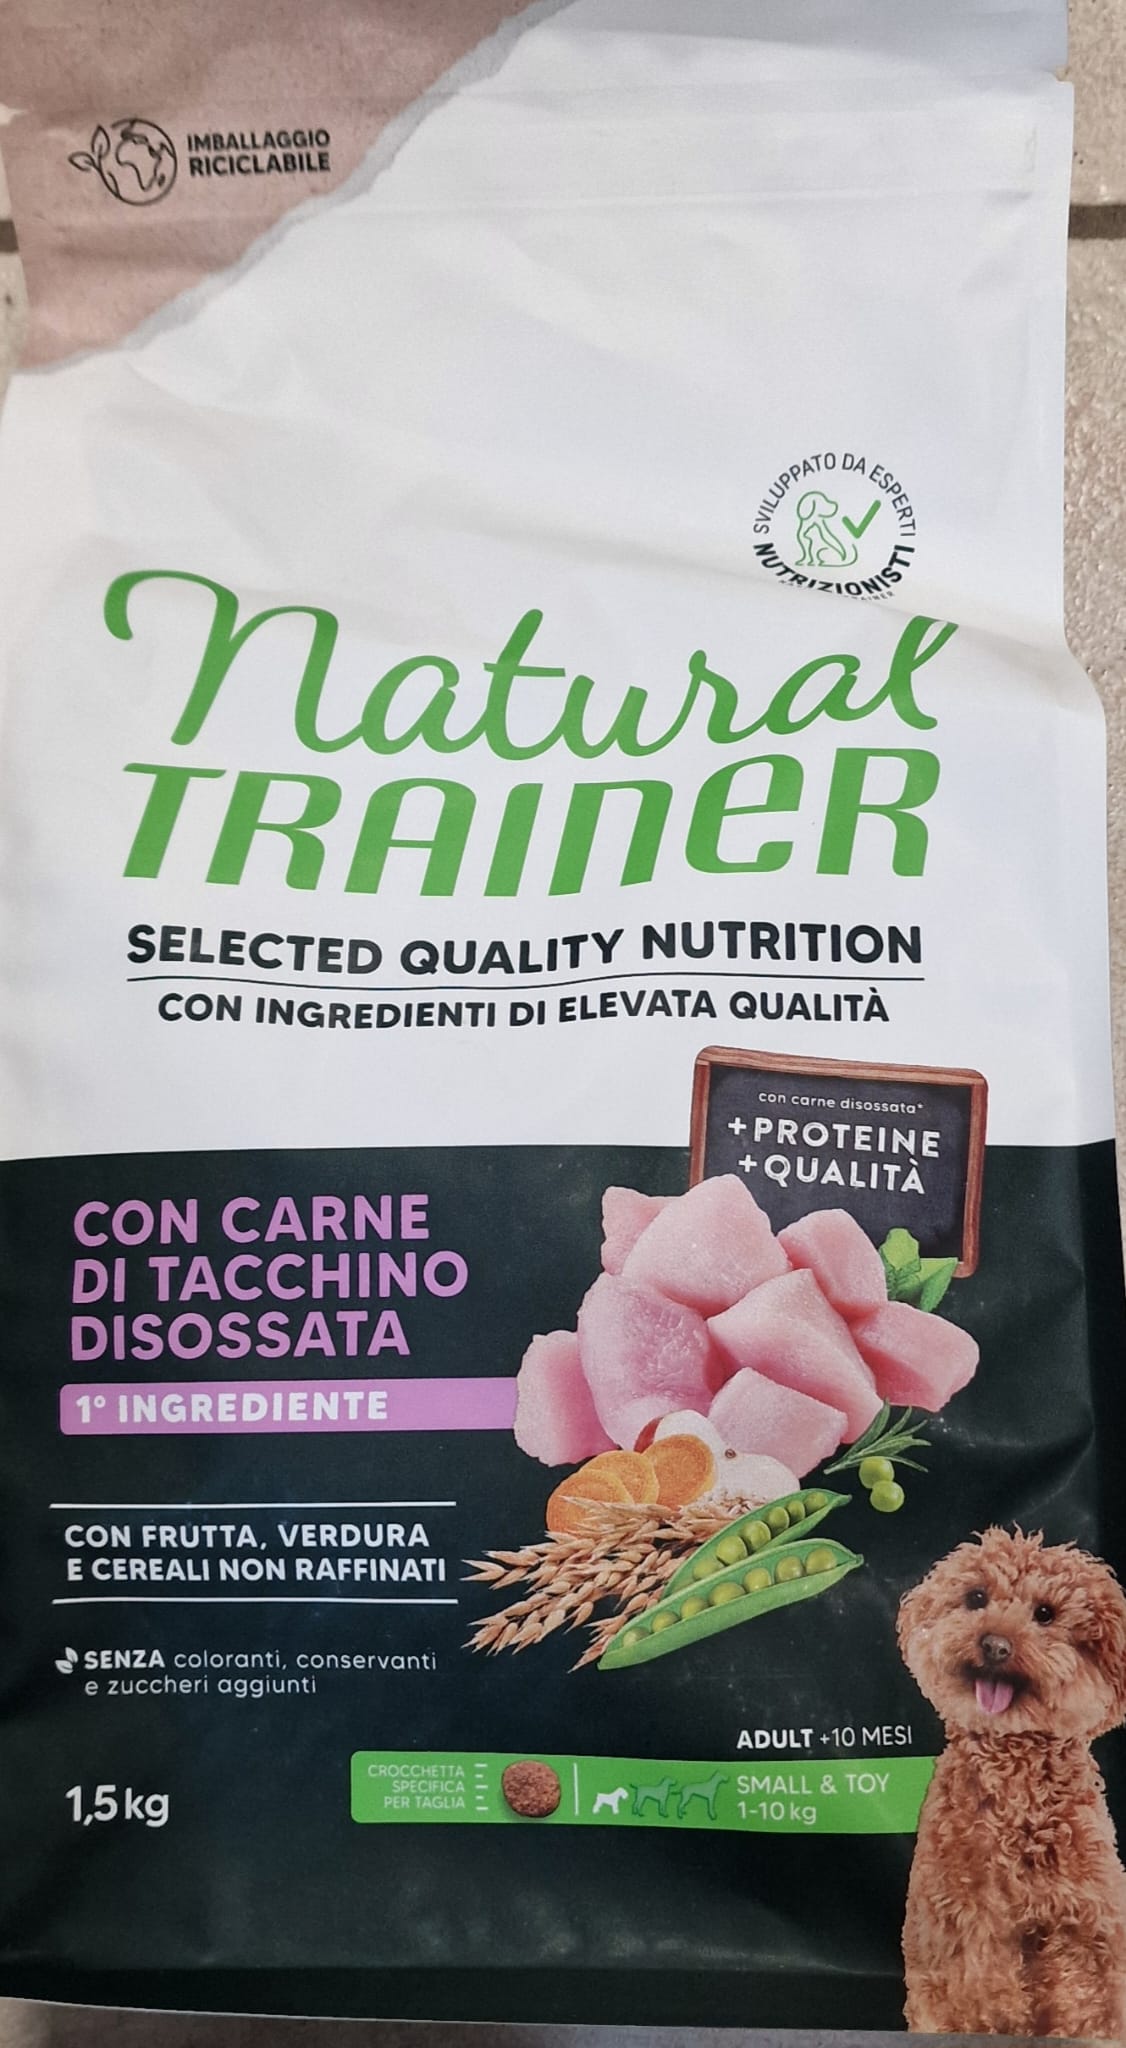 IMBALLAGGIO
RICICLABILE
SVILUPPATO DA ESPERTI
NUTRIZIONISTI
natural
TRAINER
SELECTED QUALITY NUTRITION
CON INGREDIENTI DI ELEVATA QUALITÀ
con carne disossata*
+PROTEINE
+QUALITÀ
CON CARNE
DI TACCHINO
DISOSSATA
1° INGREDIENTE
CON FRUTTA, VERDURA
E CEREALI NON RAFFINATI
SENZA coloranti, conservanti
e zuccheri aggiunti
ADULT +10 MESI
CROCCHETTA
SPECIFICA
PER TAGLIA
SMALL & TOY
1-10 kg
1,5 kg